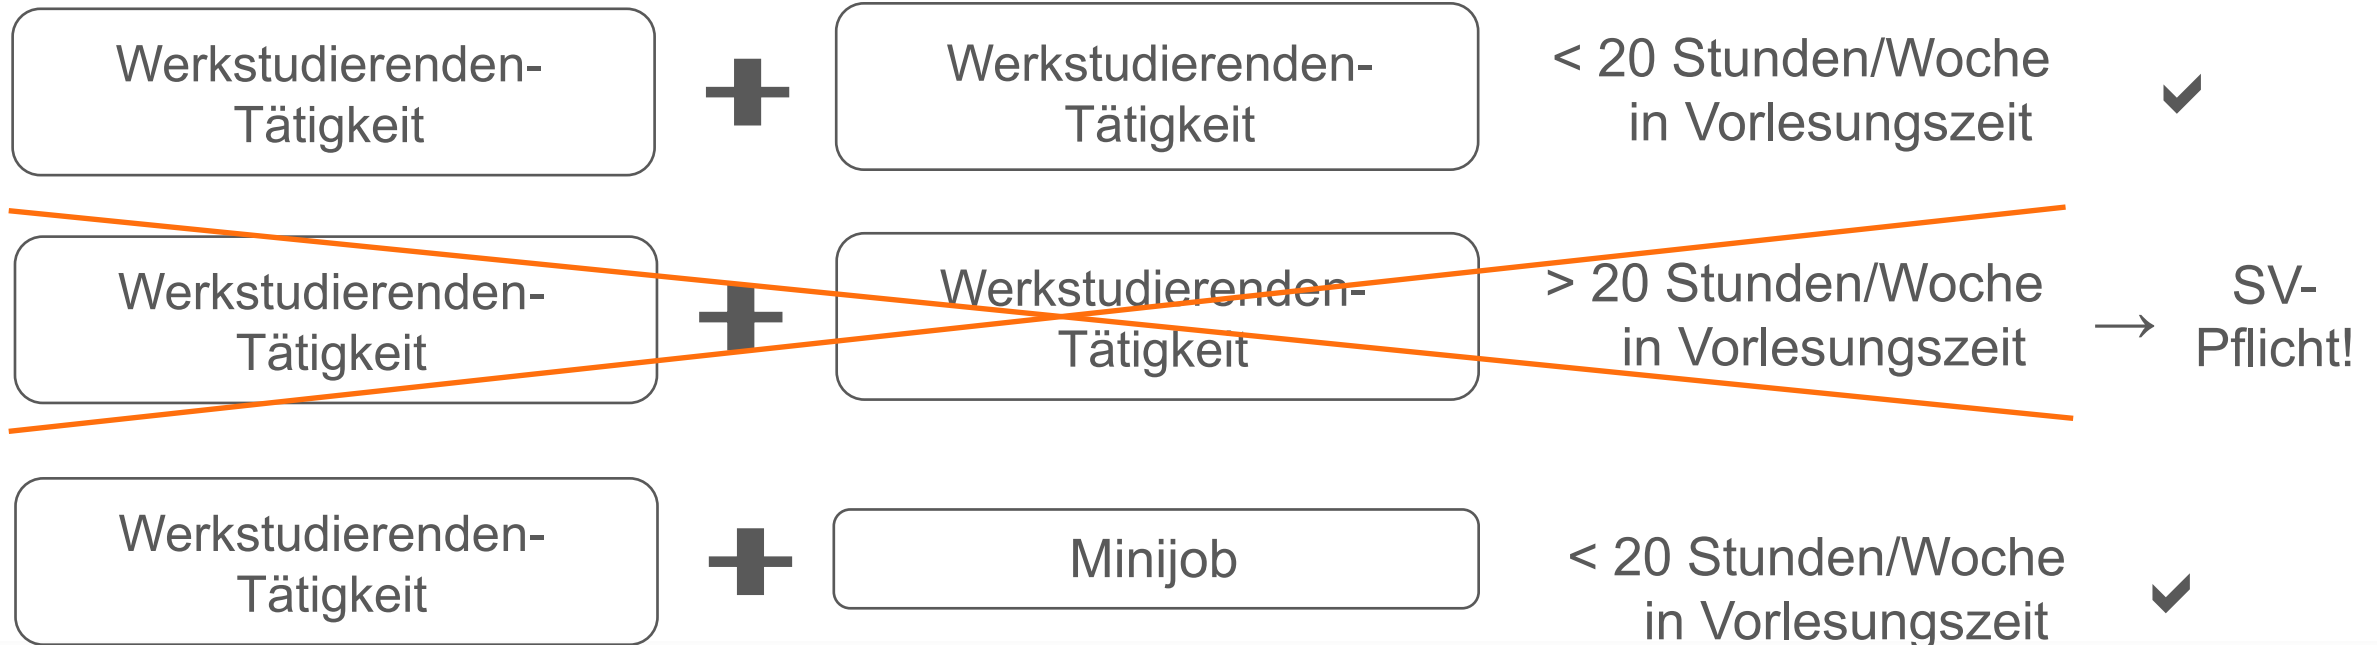 Werkstudierenden-
Tätigkeit
Werkstudierenden-
Tätigkeit
< 20 Stunden/Woche
in Vorlesungszeit
Werkstudierenden-
Tätigkeit
Werkstudierenden-
Tätigkeit
> 20 Stunden/Woche
in Vorlesungszeit
→
SV-
Pflicht!
Werkstudierenden-
Tätigkeit
Minijob
< 20 Stunden/Woche
in Vorlesungszeit